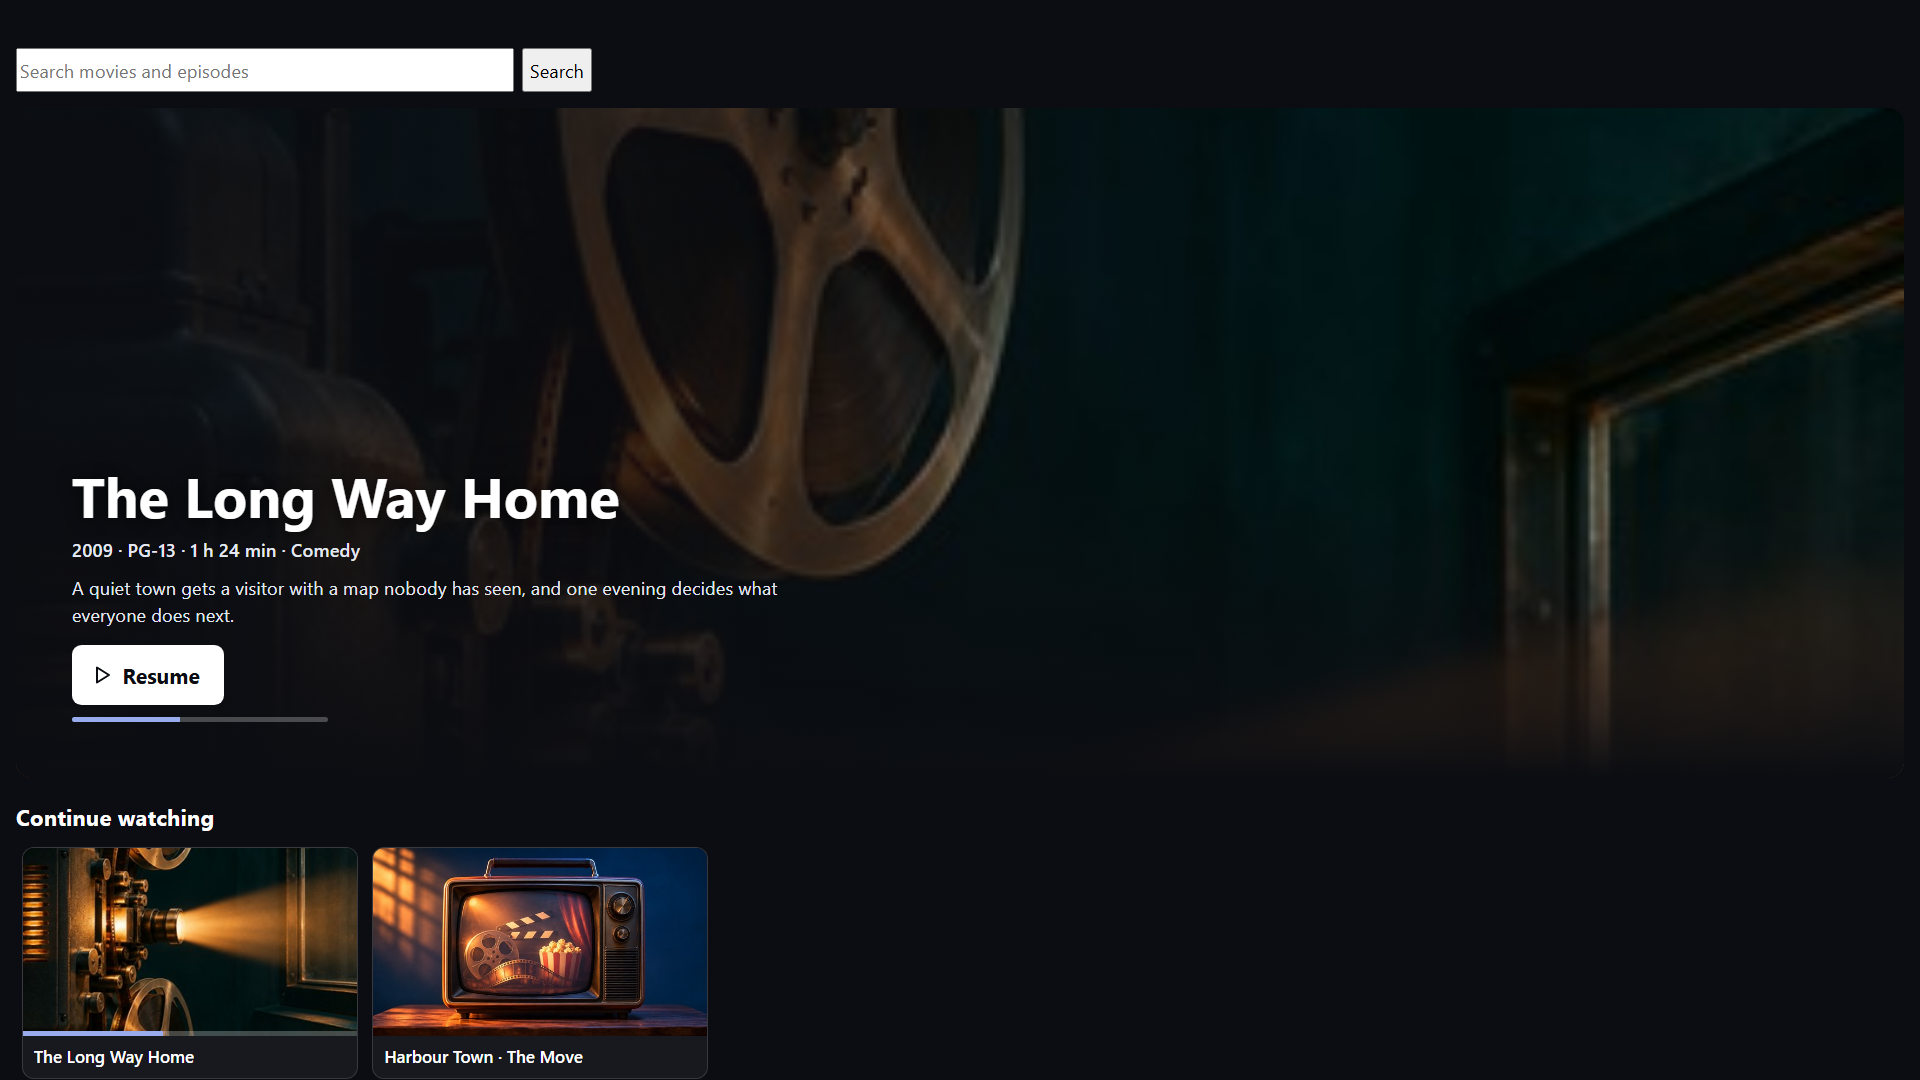 Search movies and episodes
Search
The Long Way Home
2009 · PG-13 · 1 h 24 min · Comedy
A quiet town gets a visitor with a map nobody has seen, and one evening decides what
everyone does next.
Resume
Continue watching
The Long Way Home
Harbour Town · The Move